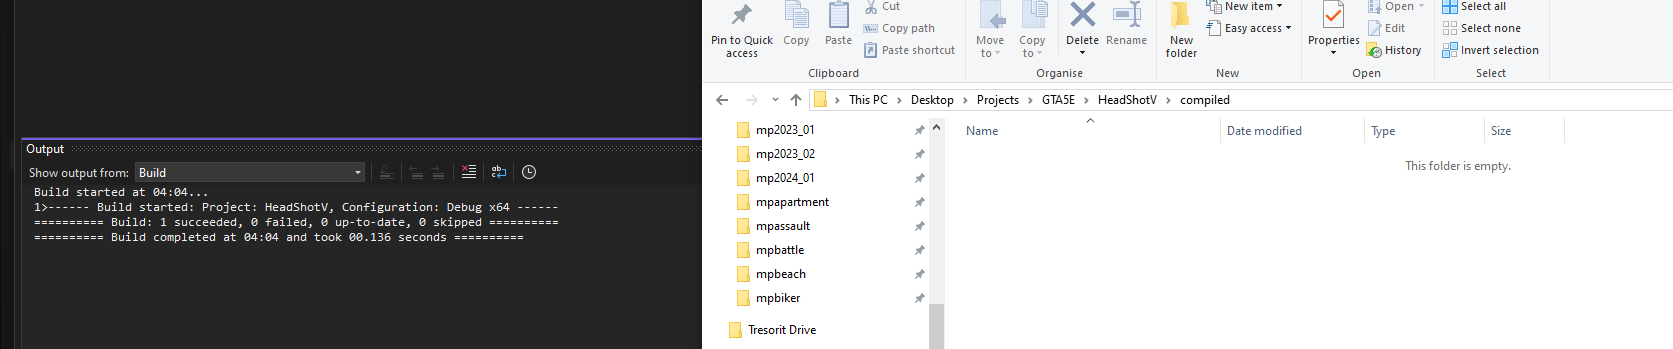 Output
Show output from: Build
Build started at 04:04...
1>------ Build started: Project: HeadShotV, Configuration: Debug x64 ------
========== Build: 1 succeeded, 0 failed, 0 up-to-date, 0 skipped ==========
========== Build completed at 04:04 and took 00.136 seconds ==========
Pin to Quick access
Copy
Paste
Cut
Copy path
Paste shortcut
Clipboard
Move to
Copy to
Delete
Rename
Organise
New folder
New item
Easy access
New
Properties
Open
Edit
History
Open
Select all
Select none
Invert selection
Select
This PC > Desktop > Projects > GTA5E > HeadShotV > compiled
mp2023_01
mp2023_02
mp2024_01
mpapartment
mpassault
mpbattle
mpbeach
mpbiker
Tresorit Drive
Name Date modified Type Size
This folder is empty.